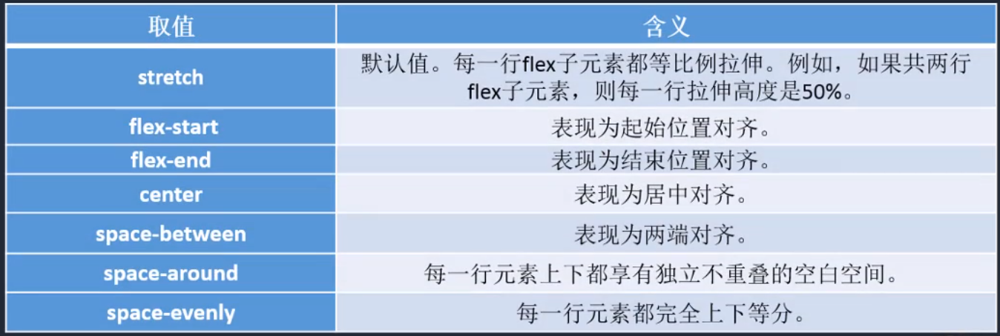 取值 含义
stretch 默认值。每一行flex子元素都等比例拉伸。例如，如果共两行
flex子元素，则每一行拉伸高度是50%。
flex-start 表现为起始位置对齐。
flex-end 表现为结束位置对齐。
center 表现为居中对齐。
space-between 表现为两端对齐。
space-around 每一行元素上下都享有独立不重叠的空白空间。
space-evenly 每一行元素都完全上下等分。